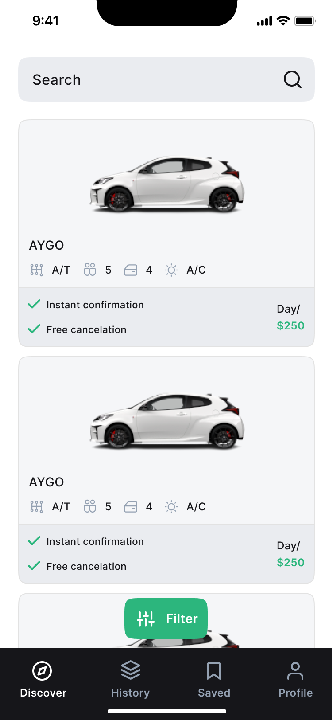 9:41
Search
AYGO
A/T 5 4 A/C
Instant confirmation
Free cancelation
Day/
$250
AYGO
A/T 5 4 A/C
Instant confirmation
Free cancelation
Day/
$250
Filter
Discover History Saved Profile